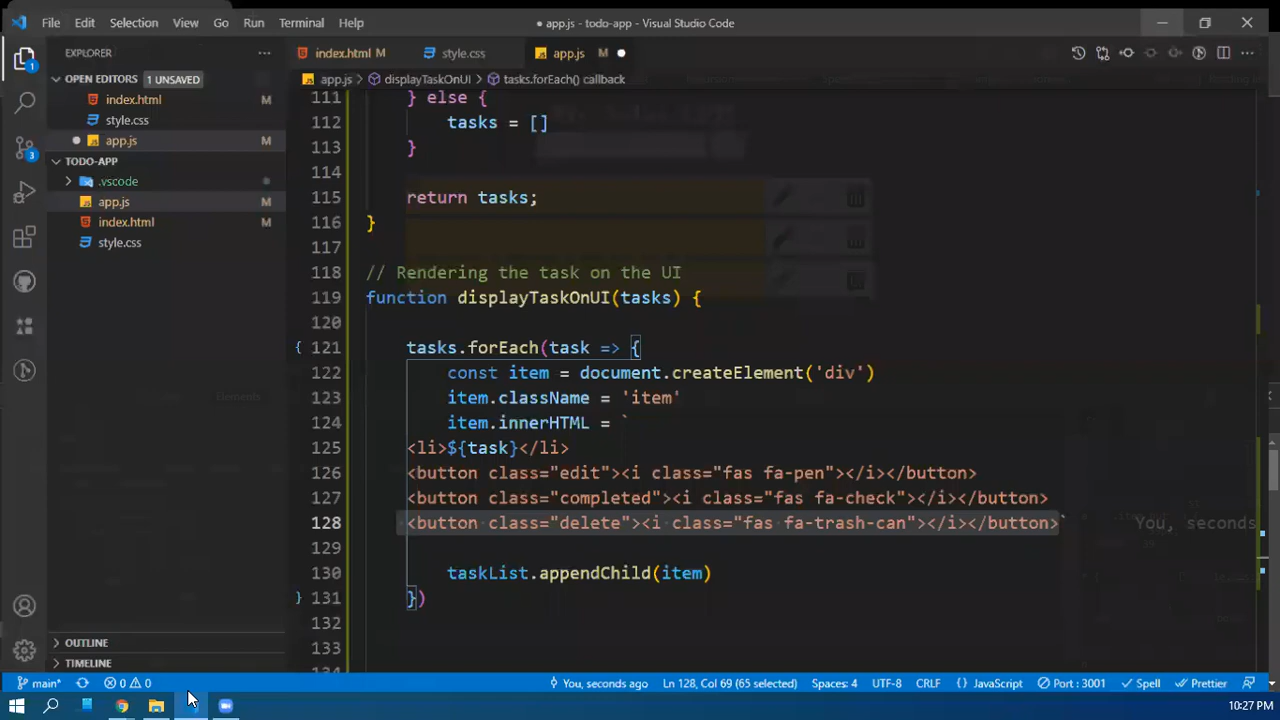 File Edit Selection View Go Run Terminal Help
● app.js - todo-app - Visual Studio Code
EXPLORER ···
index.html M
style.css
app.js M
OPEN EDITORS 1 UNSAVED
app.js > displayTaskOnUI > tasks.forEach() callback
index.html M
style.css
app.js M
TODO-APP
.vscode
app.js M
index.html M
style.css
OUTLINE
TIMELINE
111 } else {
112 tasks = []
113 }
114
115 return tasks;
116 }
117
118 // Rendering the task on the UI
119 function displayTaskOnUI(tasks) {
120
121 tasks.forEach(task => {
122 const item = document.createElement('div')
123 item.className = 'item'
124 item.innerHTML = `
125 <li>${task}</li>
126 <button class="edit"><i class="fas fa-pen"></i></button>
127 <button class="completed"><i class="fas fa-check"></i></button>
128 <button class="delete"><i class="fas fa-trash-can"></i></button>` You, seconds
129
130 taskList.appendChild(item)
131 })
132
133
Elements
1
3
main* 0 0 You, seconds ago Ln 128, Col 69 (65 selected) Spaces: 4 UTF-8 CRLF {} JavaScript Port : 3001 Spell Prettier
10:27 PM